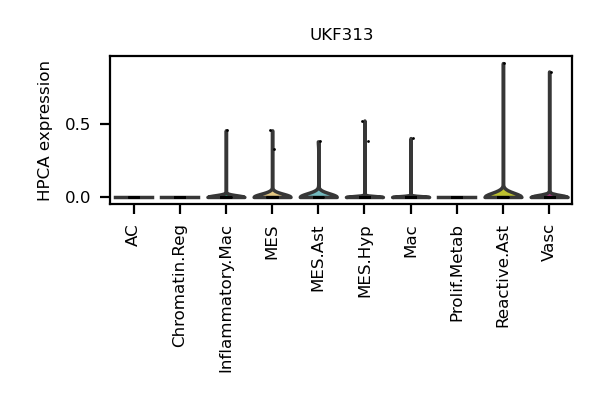 UKF313
HPCA expression
0.5
0.0
AC
Chromatin.Reg
Inflammatory.Mac
MES
MES.Ast
MES.Hyp
Mac
Prolif.Metab
Reactive.Ast
Vasc